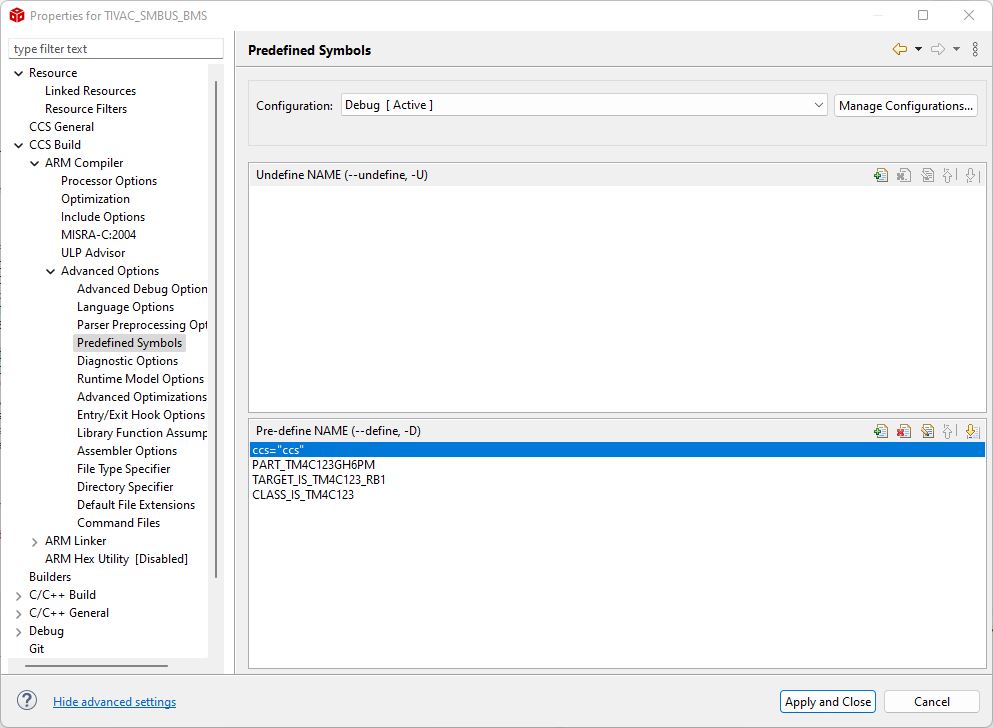 Properties for TIVAC_SMBUS_BMS
type filter text
Resource
Linked Resources
Resource Filters
CCS General
CCS Build
ARM Compiler
Processor Options
Optimization
Include Options
MISRA-C:2004
ULP Advisor
Advanced Options
Advanced Debug Option
Language Options
Parser Preprocessing Opt
Predefined Symbols
Diagnostic Options
Runtime Model Options
Advanced Optimizations
Entry/Exit Hook Options
Library Function Assump
Assembler Options
File Type Specifier
Directory Specifier
Default File Extensions
Command Files
ARM Linker
ARM Hex Utility [Disabled]
Builders
C/C++ Build
C/C++ General
Debug
Git
Predefined Symbols
Configuration: Debug [ Active ] Manage Configurations...
Undefine NAME (--undefine, -U)
Pre-define NAME (--define, -D)
ccs="ccs"
PART_TM4C123GH6PM
TARGET_IS_TM4C123_RB1
CLASS_IS_TM4C123
? Hide advanced settings
Apply and Close Cancel